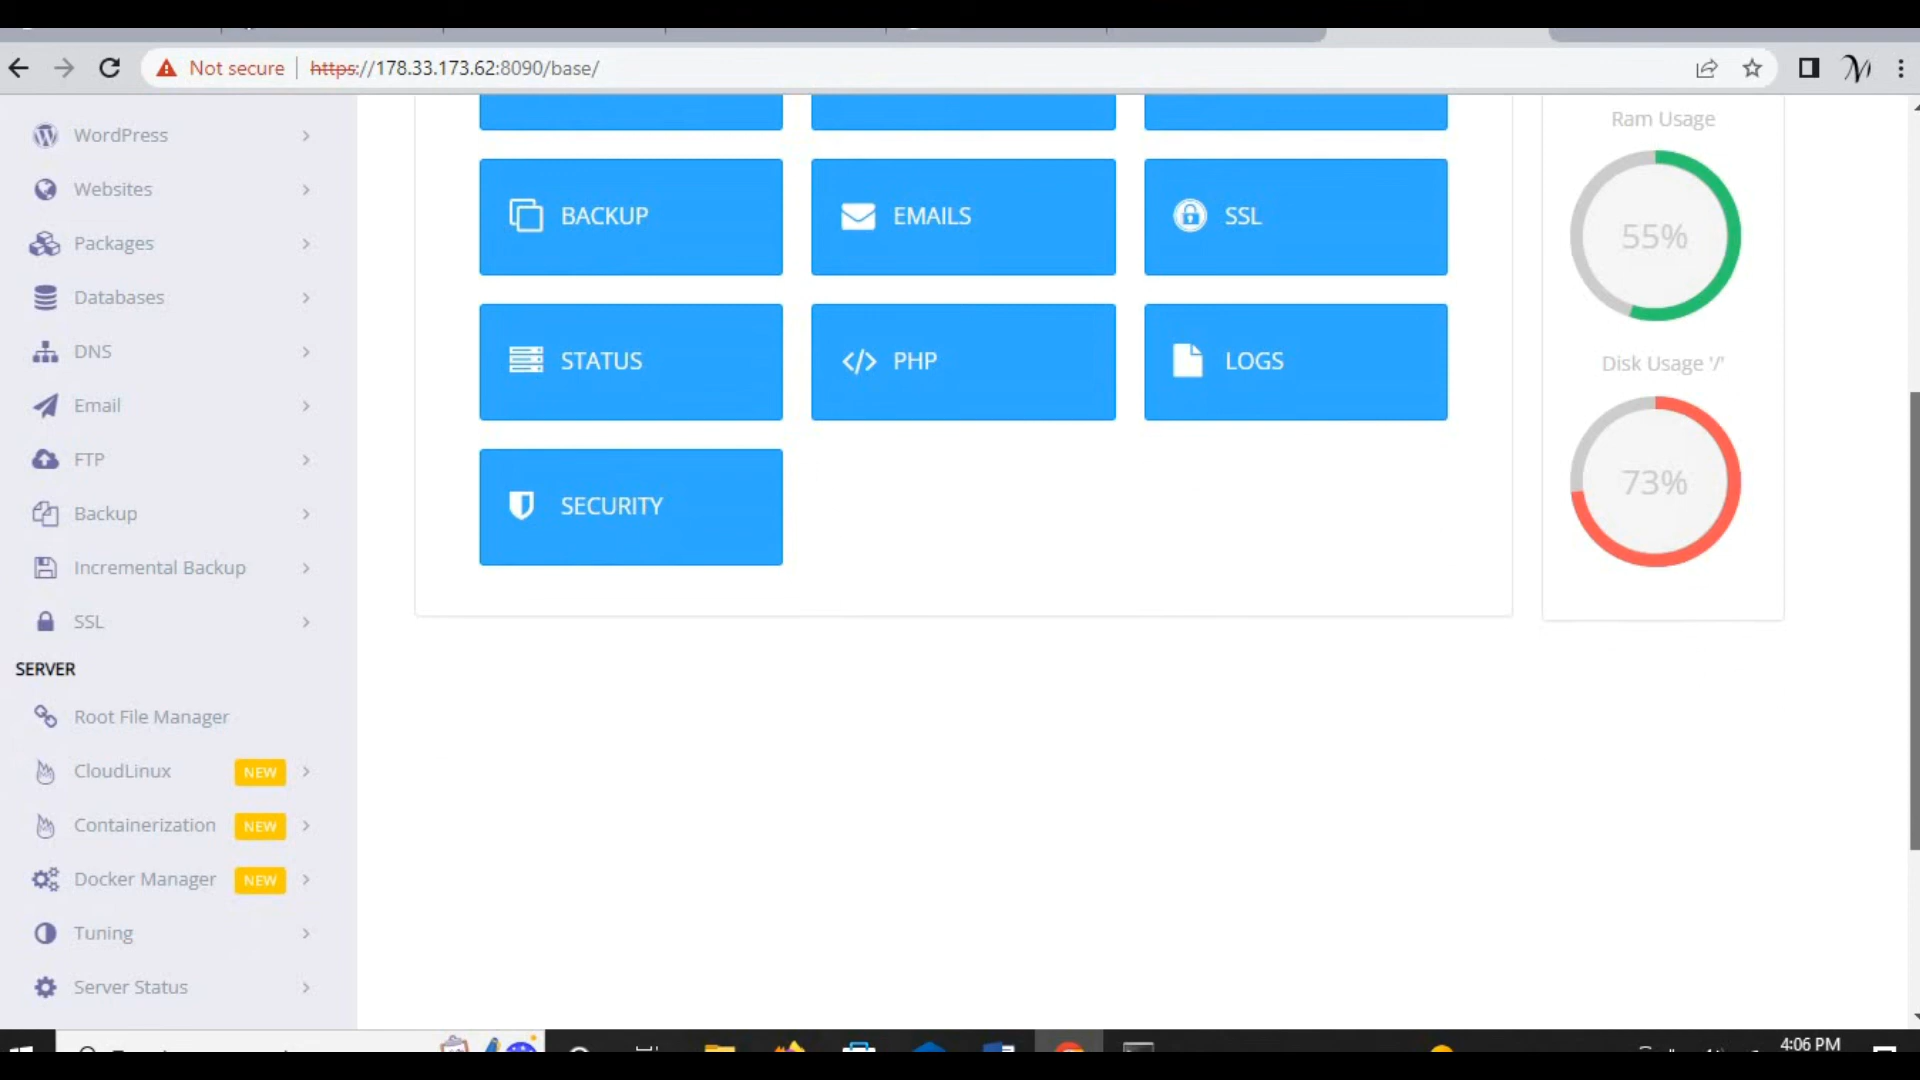 Not secure | https://178.33.173.62:8090/base/
WordPress
Websites
Packages
Databases
DNS
Email
FTP
Backup
Incremental Backup
SSL
SERVER
Root File Manager
CloudLinux NEW
Containerization NEW
Docker Manager NEW
Tuning
Server Status
BACKUP
EMAILS
SSL
STATUS
PHP
LOGS
SECURITY
Ram Usage
55%
Disk Usage '/'
73%
4:06 PM